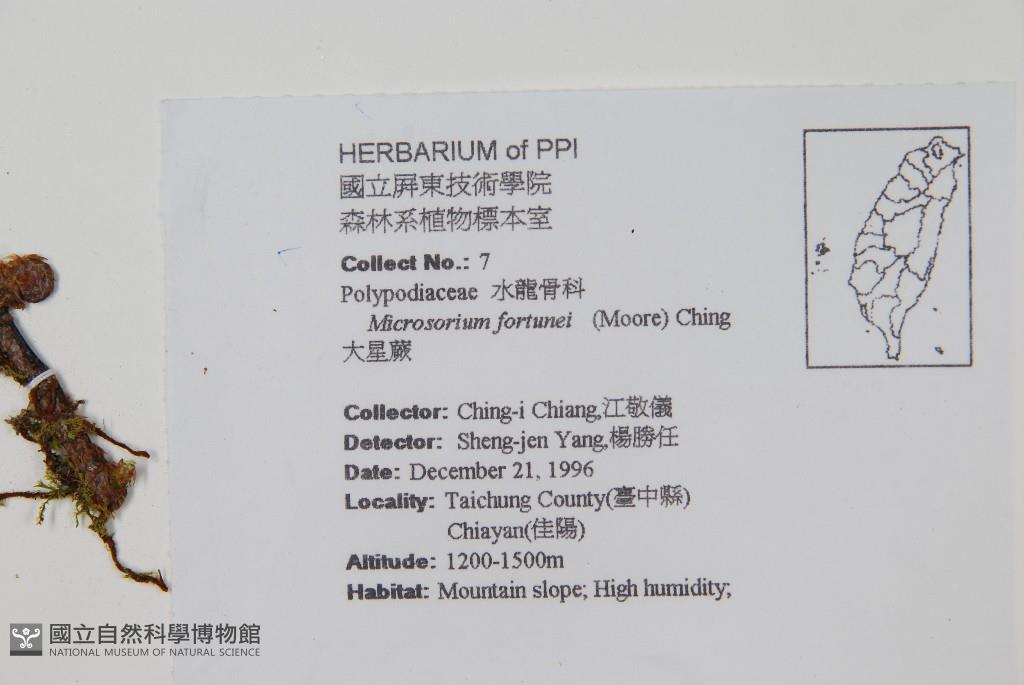 HERBARIUM of PPI
國立屏東技術學院
森林系植物標本室
Collect No.: 7
Polypodiaceae 水龍骨科
Microsorium fortunei (Moore) Ching
大星蕨
Collector: Ching-i Chiang,江敬儀
Detector: Sheng-jen Yang,楊勝任
Date: December 21, 1996
Locality: Taichung County(臺中縣)
Chiayan(佳陽)
Altitude: 1200-1500m
Habitat: Mountain slope; High humidity;
國立自然科學博物館
NATIONAL MUSEUM OF NATURAL SCIENCE